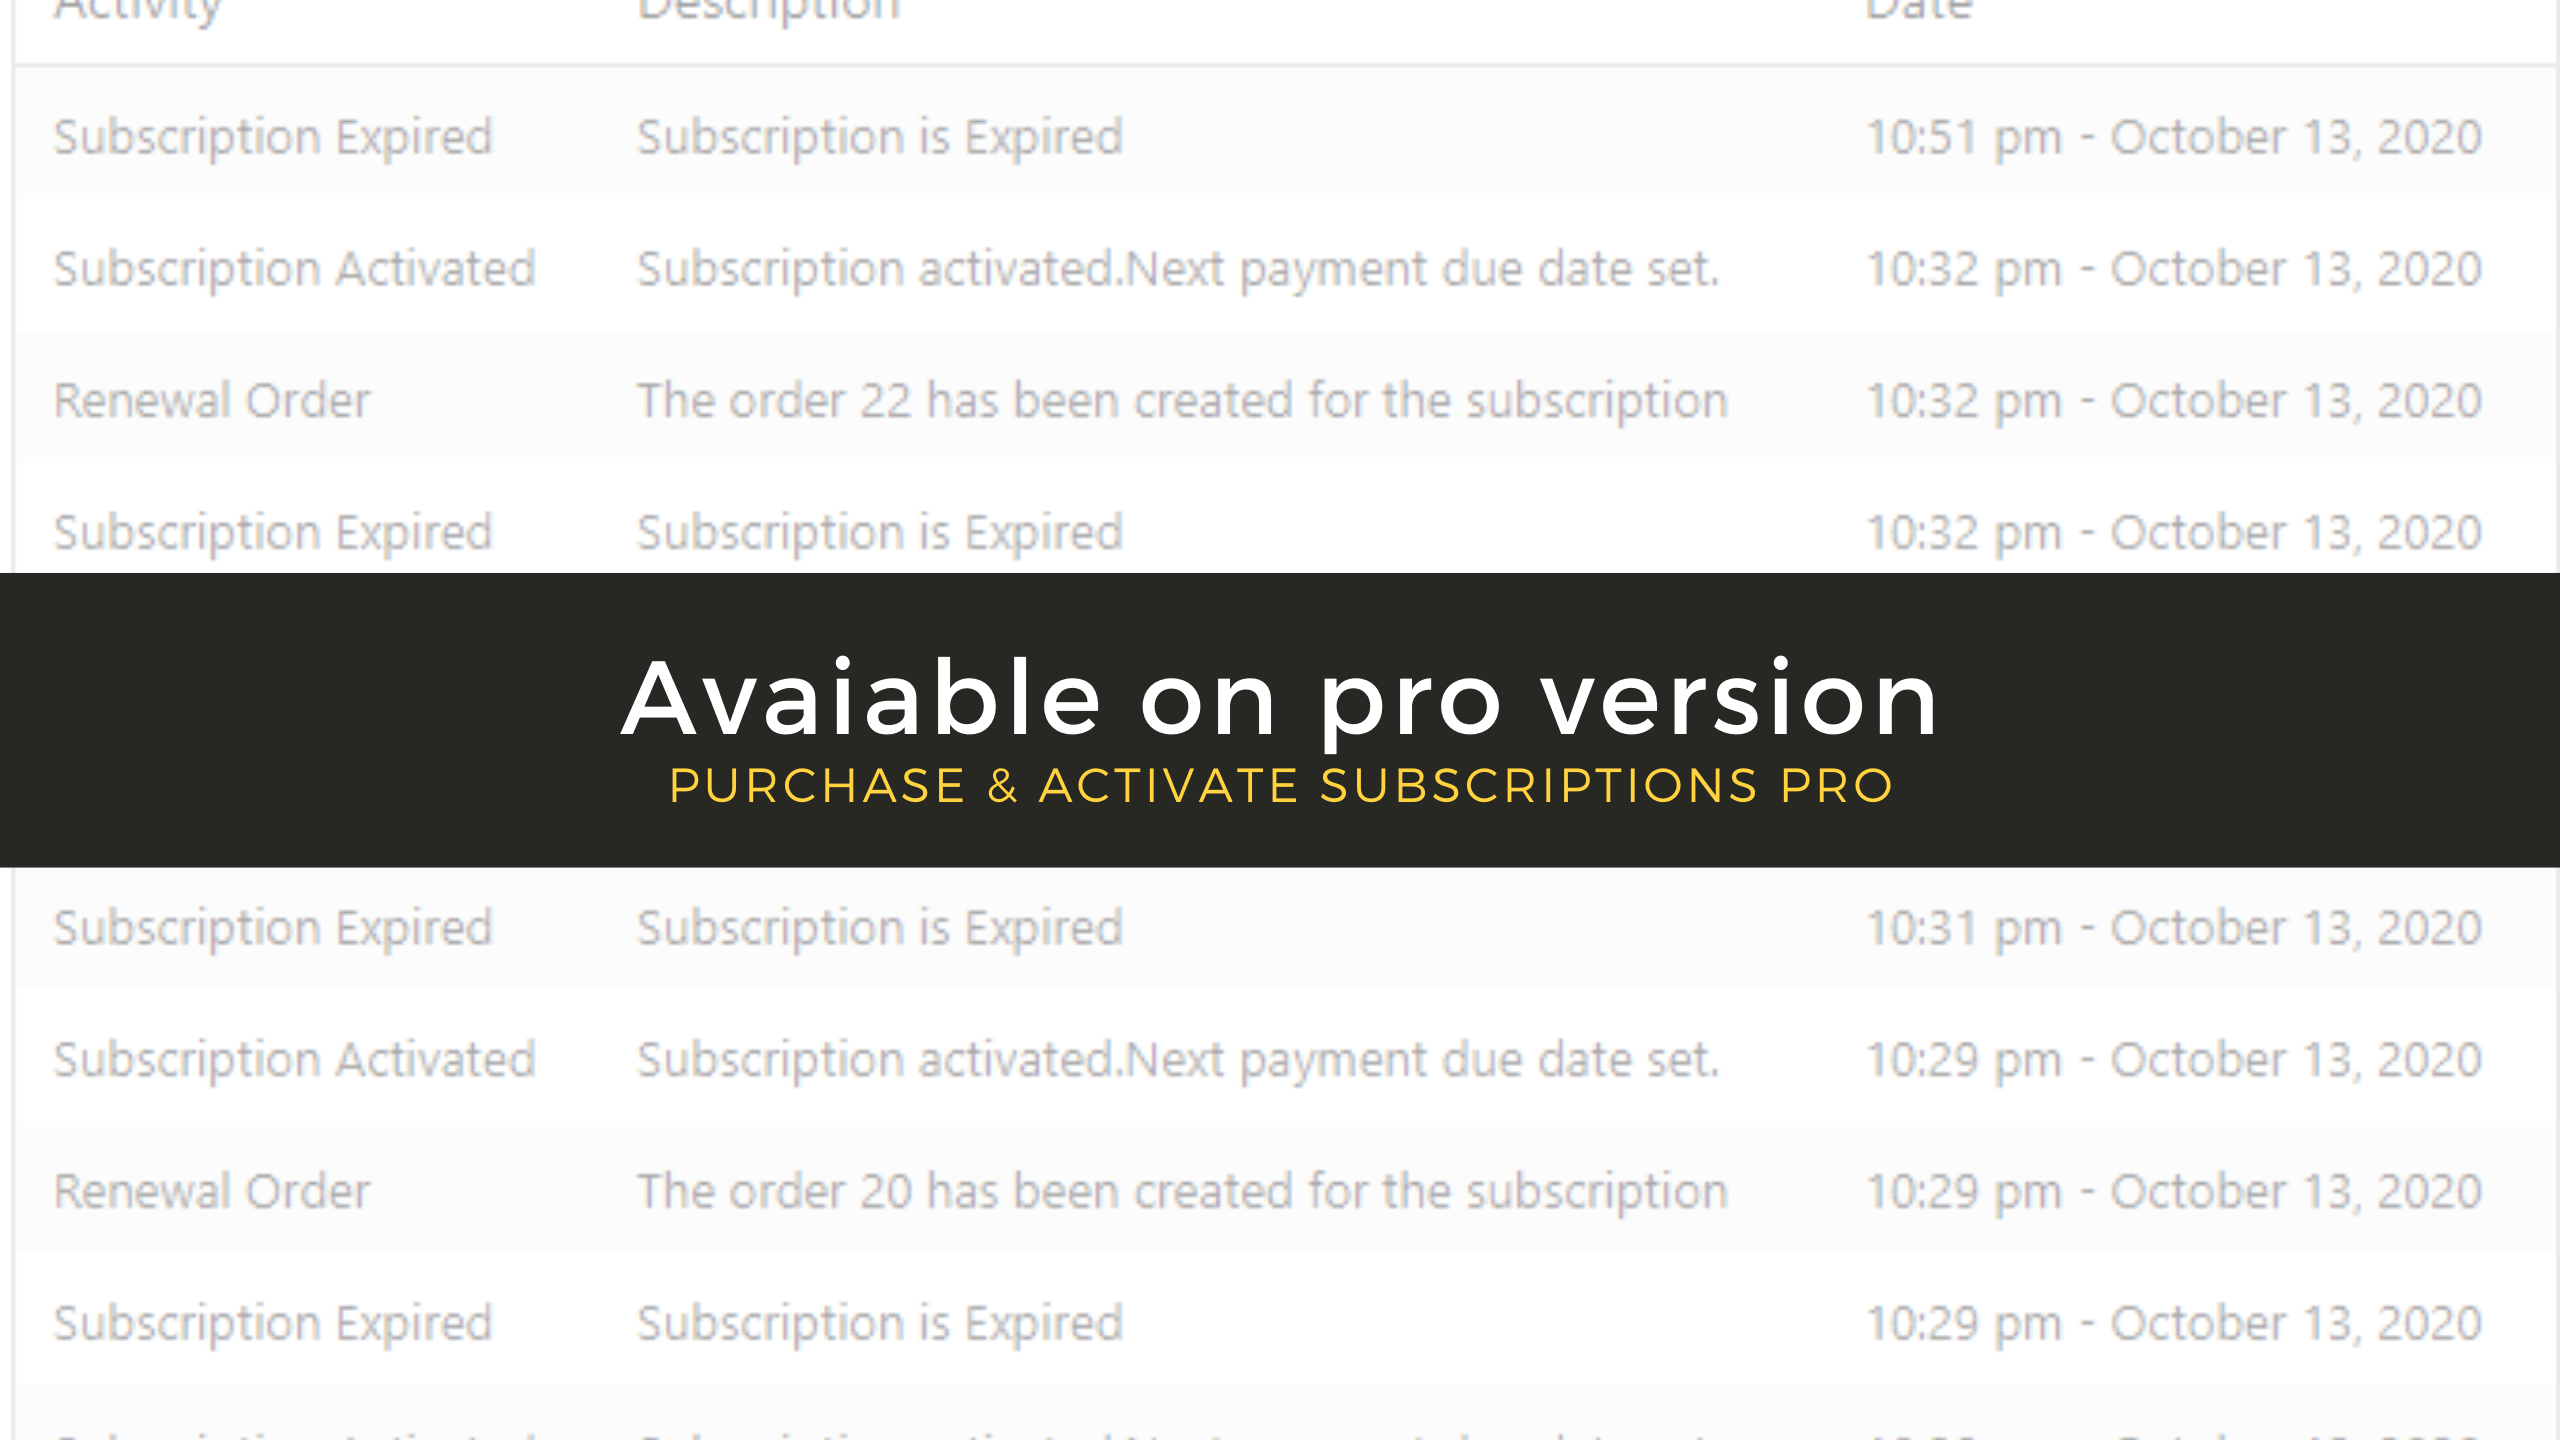 Activity Description Date
Subscription Expired Subscription is Expired 10:51 pm - October 13, 2020
Subscription Activated Subscription activated.Next payment due date set. 10:32 pm - October 13, 2020
Renewal Order The order 22 has been created for the subscription 10:32 pm - October 13, 2020
Subscription Expired Subscription is Expired 10:32 pm - October 13, 2020
Avaiable on pro version
PURCHASE & ACTIVATE SUBSCRIPTIONS PRO
Subscription Expired Subscription is Expired 10:31 pm - October 13, 2020
Subscription Activated Subscription activated.Next payment due date set. 10:29 pm - October 13, 2020
Renewal Order The order 20 has been created for the subscription 10:29 pm - October 13, 2020
Subscription Expired Subscription is Expired 10:29 pm - October 13, 2020